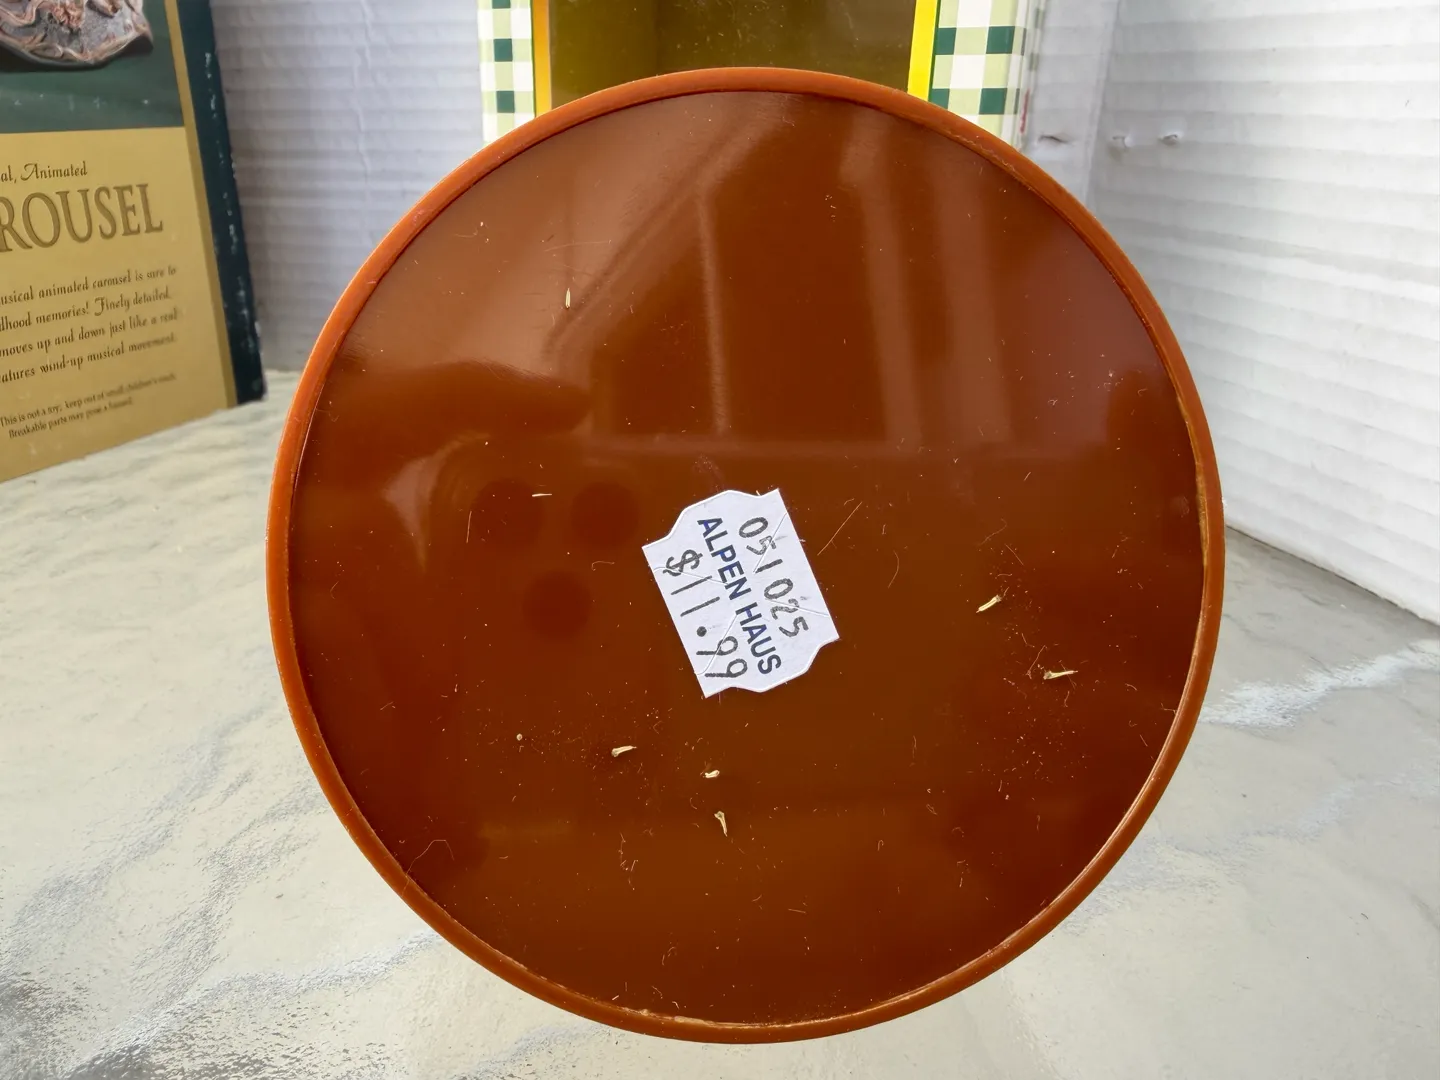 al, Animated
ROUSEL
usical animated carousel is sure to
dhood memories! Finely detailed,
moves up and down just like a real
atures wind-up musical movement.
This is not a toy; keep out of small children's reach.
Breakable parts may pose a hazard.
051025
ALPEN HAUS
$11.99